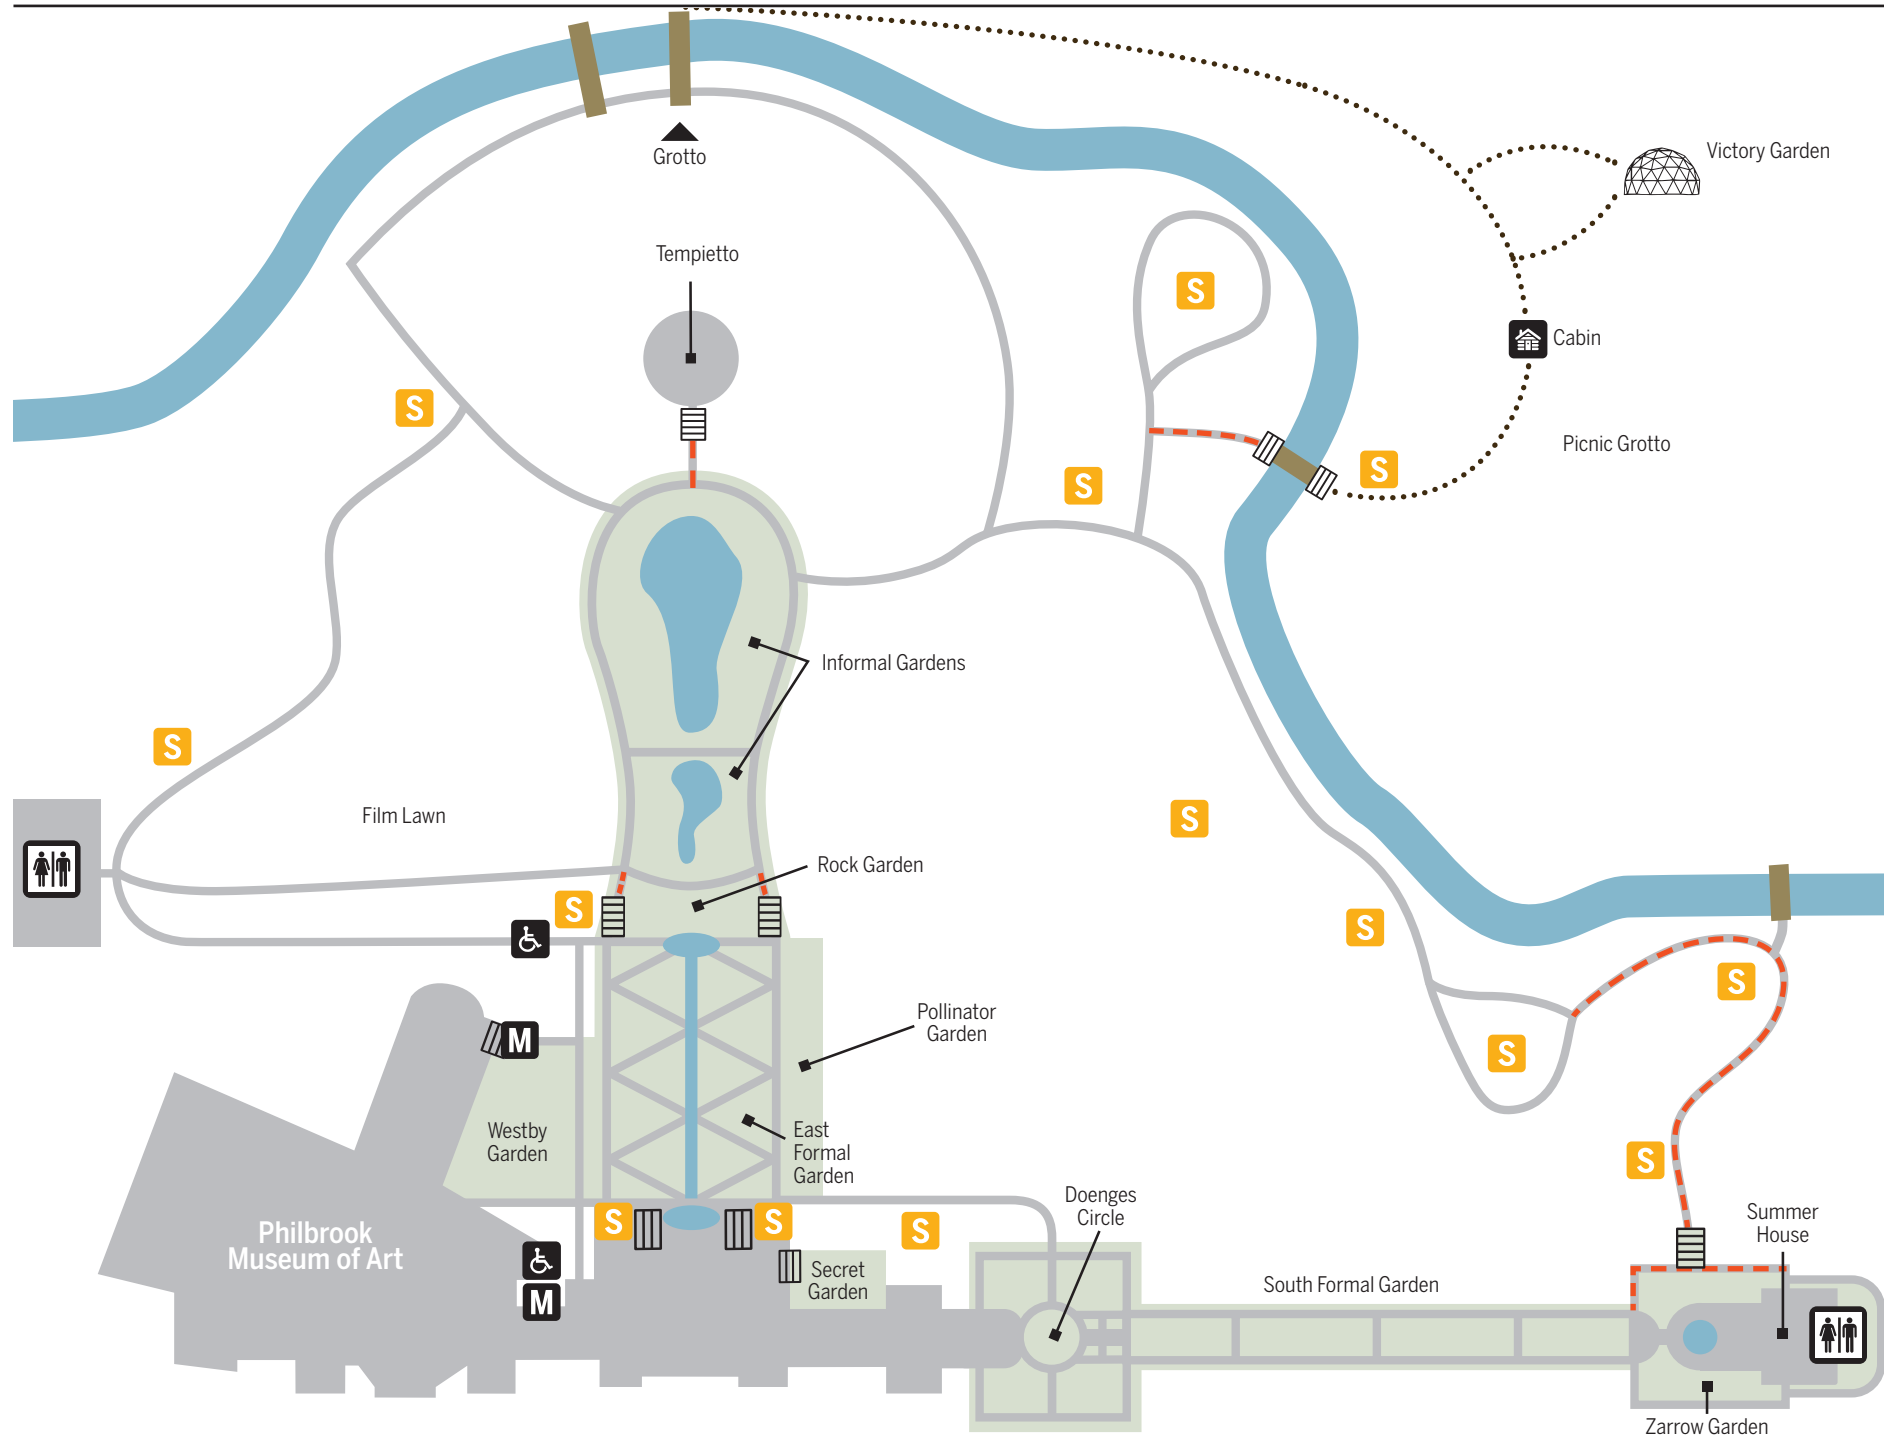 Grotto
Victory Garden
Tempietto
S
Cabin
S
S
Picnic Grotto
S
Informal Gardens
S
Film Lawn
S
Rock Garden
S
S
S
Pollinator
Garden
M
S
Westby
Garden
East
Formal
Garden
S
Doenges
Circle
Summer
House
S
S
S
Philbrook
Museum of Art
Secret
Garden
South Formal Garden
M
Zarrow Garden